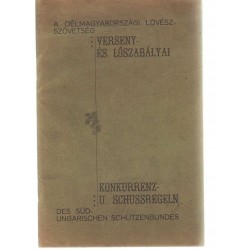 A DÉLMAGYARORSZÁGI LÖVÉSZ-
SZÖVETSÉG
VERSENY-
ÉS LŐSZABÁLYAI
KONKURRENZ-
U. SCHUSSREGELN
DES SÜD-
UNGARISCHEN SCHÜTZENBUNDES